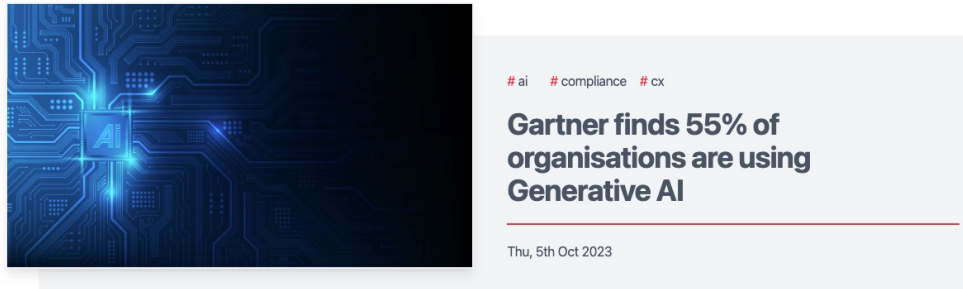 Ai
# ai # compliance # cx
Gartner finds 55% of
organisations are using
Generative AI
Thu, 5th Oct 2023